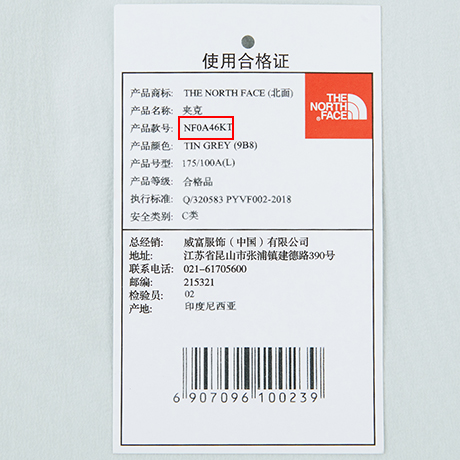 使用合格证
产品商标: THE NORTH FACE (北面)
产品名称: 夹克
产品款号: NF0A46KT
产品颜色: TIN GREY (9B8)
产品号型: 175/100A(L)
产品等级: 合格品
执行标准: Q/320583 PYVF002-2018
安全类别: C类
THE
NORTH
FACE
总经销: 威富服饰（中国）有限公司
地址: 江苏省昆山市张浦镇建德路390号
联系电话: 021-61705600
邮编: 215321
检验员: 02
产地: 印度尼西亚
6 907096 100239